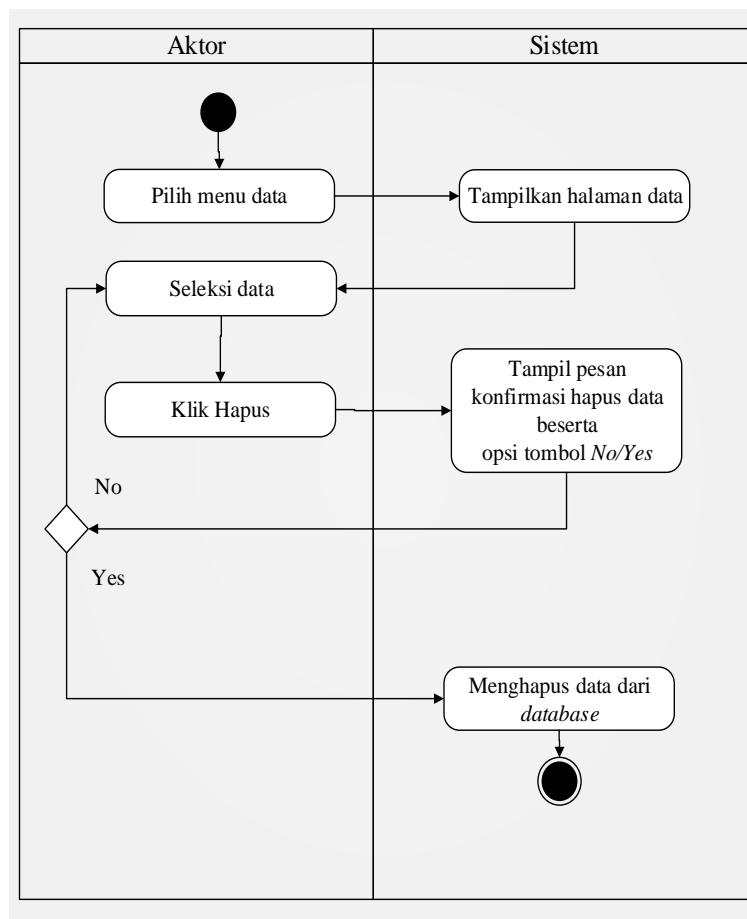 Aktor
Sistem
Pilih menu data
Tampilkan halaman data
Seleksi data
Klik Hapus
Tampil pesan
konfirmasi hapus data
beserta
opsi tombol No/Yes
No
Yes
Menghapus data dari
database